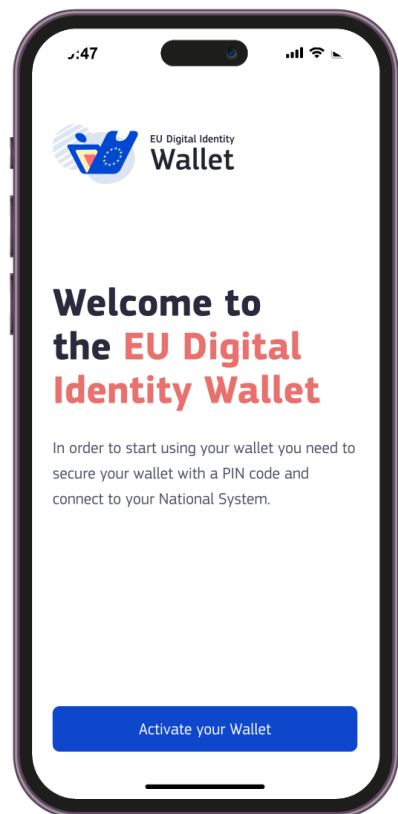 :47
EU Digital Identity
Wallet
Welcome to
the EU Digital
Identity Wallet
In order to start using your wallet you need to
secure your wallet with a PIN code and
connect to your National System.
Activate your Wallet